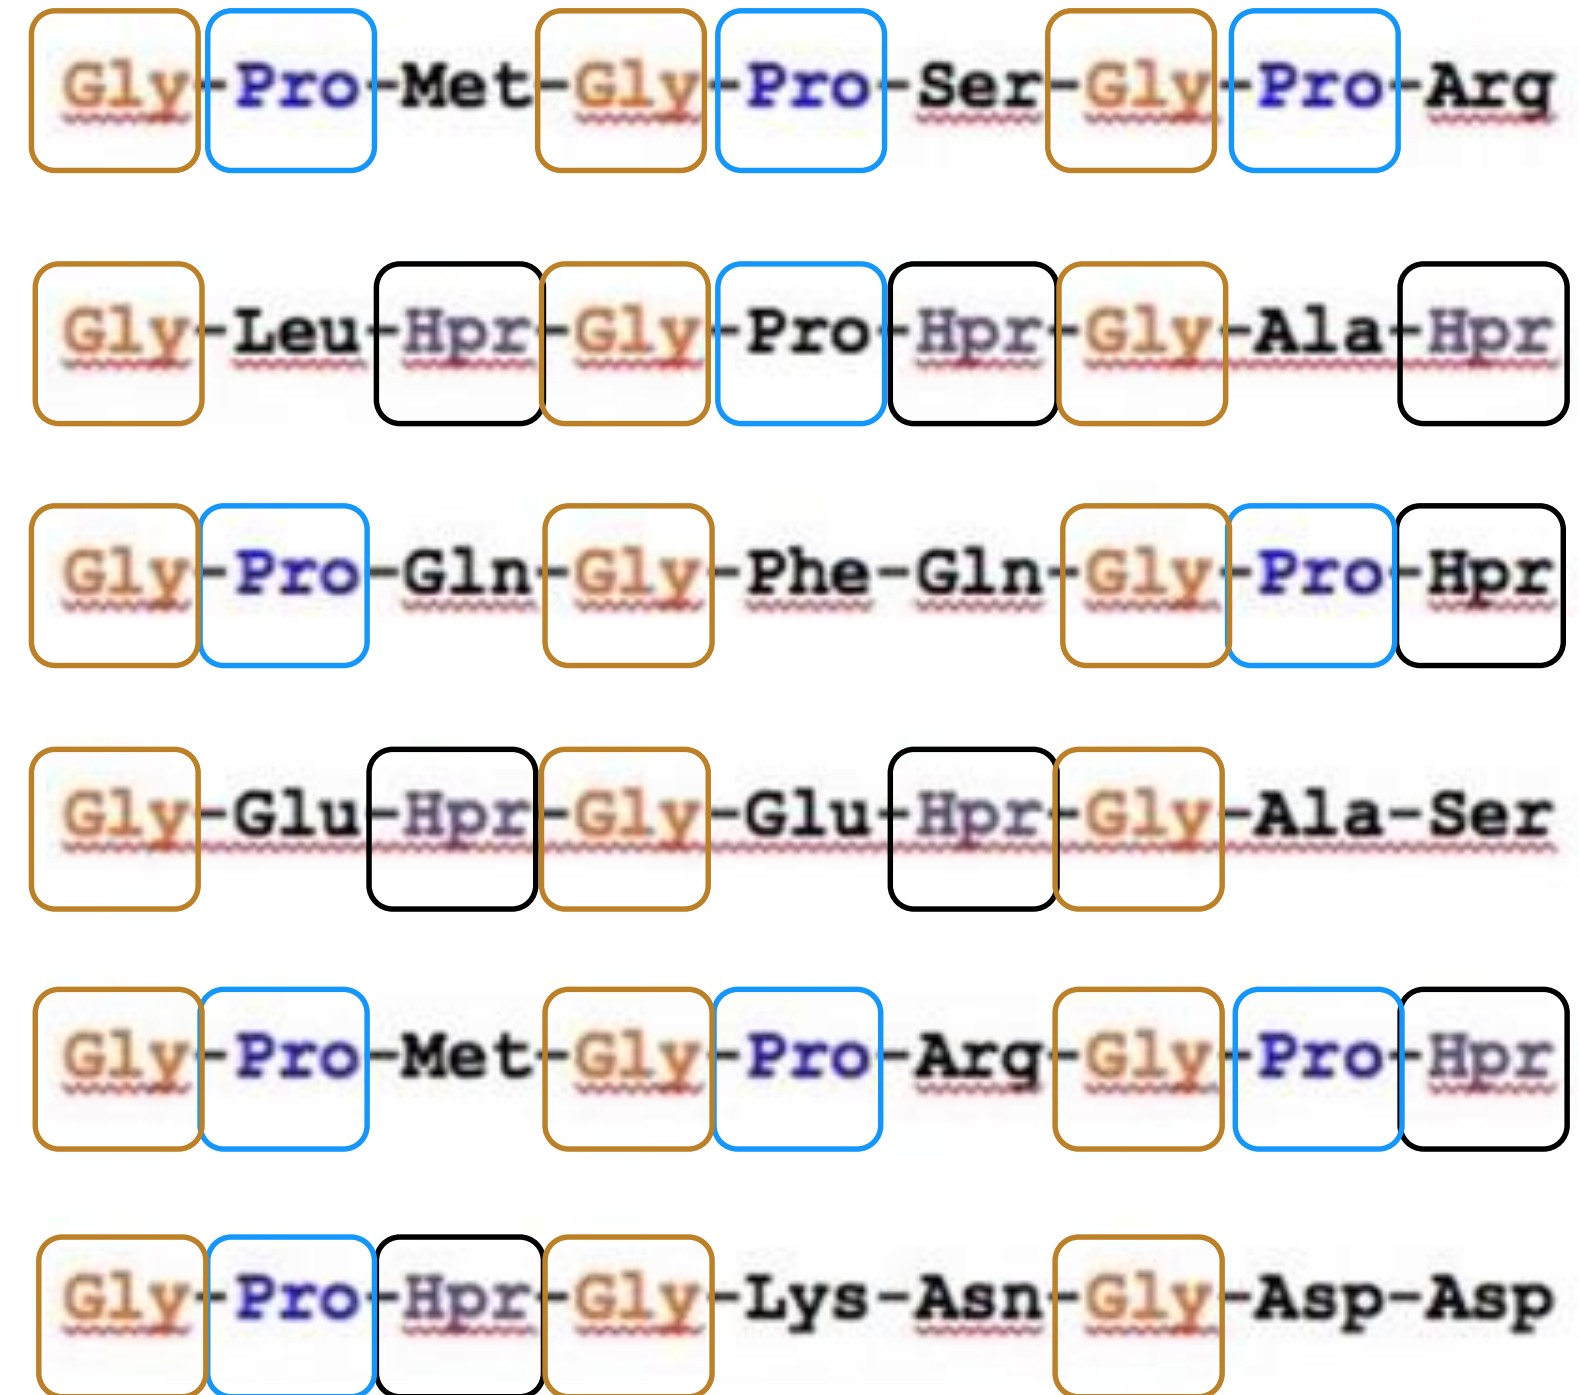 Gly-Pro-Met-Gly-Pro-Ser-Gly-Pro-Arg
Gly-Leu-Hpr-Gly-Pro-Hpr-Gly-Ala-Hpr
Gly-Pro-Gln-Gly-Phe-Gln-Gly-Pro-Hpr
Gly-Glu-Hpr-Gly-Glu-Hpr-Gly-Ala-Ser
Gly-Pro-Met-Gly-Pro-Arg-Gly-Pro-Hpr
Gly-Pro-Hpr-Gly-Lys-Asn-Gly-Asp-Asp